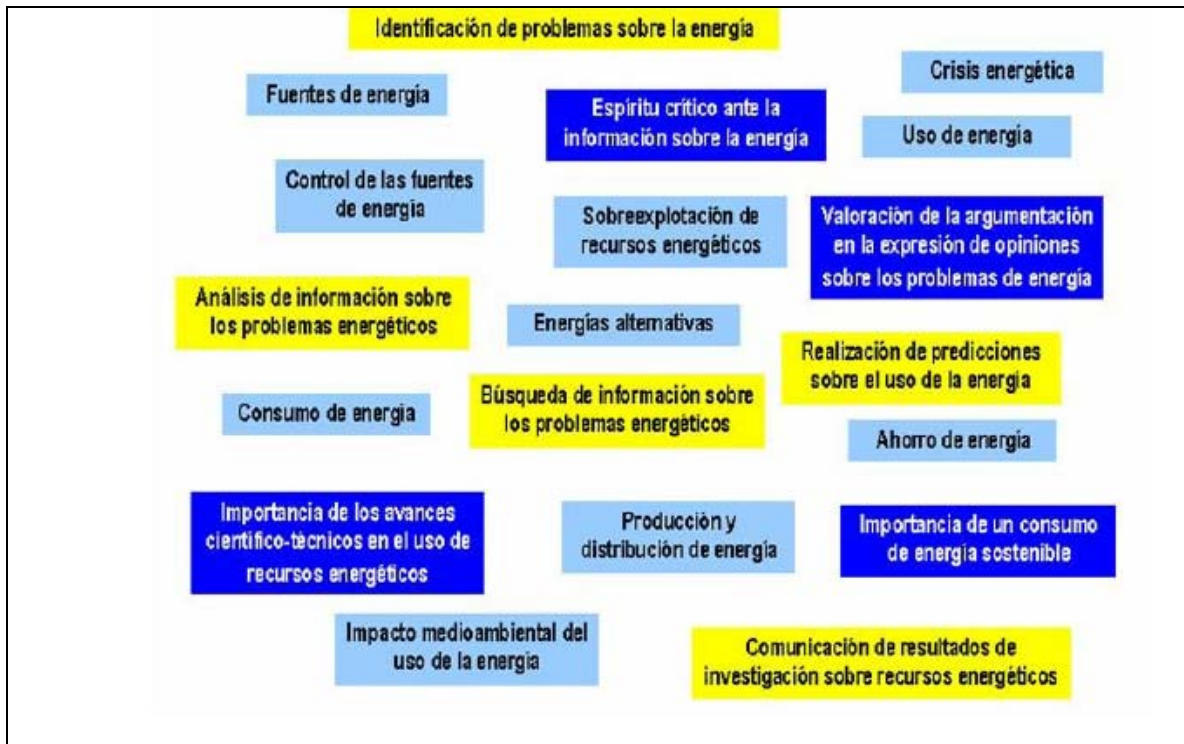 Identificación de problemas sobre la energía
Crisis energética
Fuentes de energía
Espíritu crítico ante la
información sobre la energía
Uso de energía
Control de las fuentes
de energía
Sobreexplotación de
recursos energéticos
Valoración de la argumentación
en la expresión de opiniones
sobre los problemas de energía
Análisis de información sobre
los problemas energéticos
Energías alternativas
Realización de predicciones
sobre el uso de la energía
Búsqueda de información sobre
los problemas energéticos
Consumo de energía
Ahorro de energía
Importancia de los avances
científico-técnicos en el uso de
recursos energéticos
Producción y
distribución de energía
Importancia de un consumo
de energía sostenible
Impacto medioambiental del
uso de la energía
Comunicación de resultados de
investigación sobre recursos energéticos